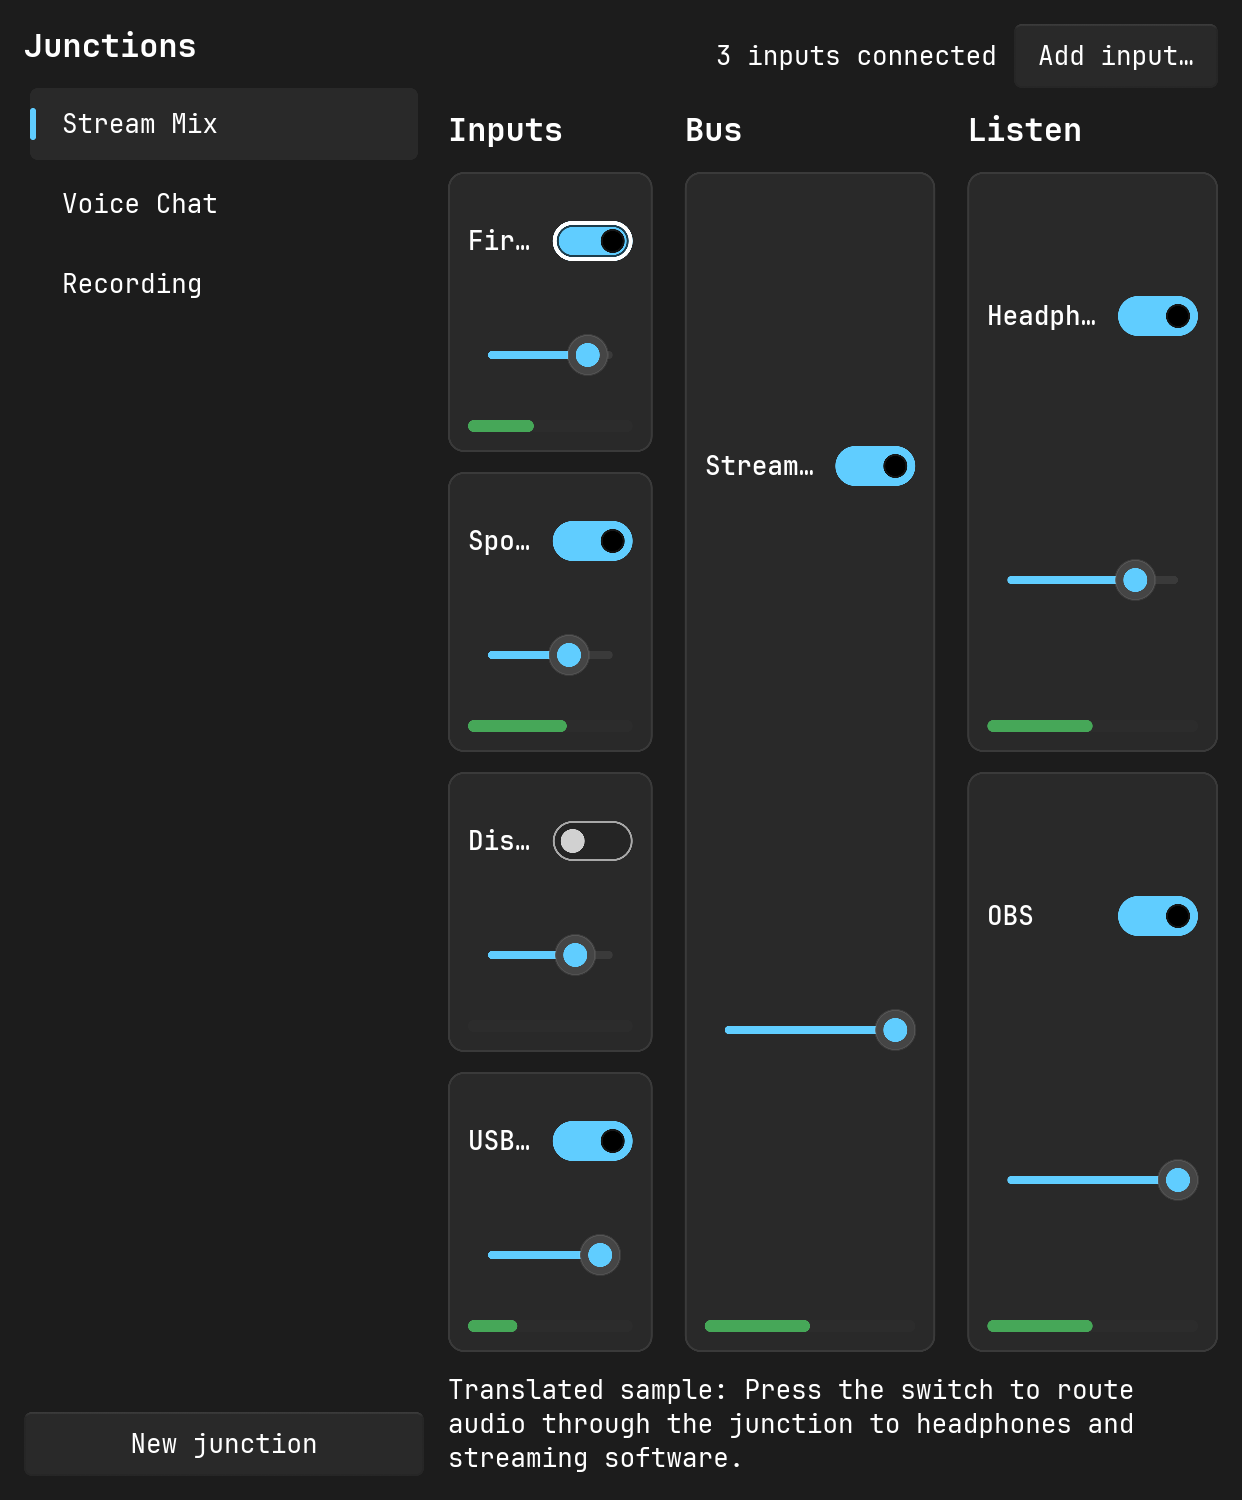 Junctions
3 inputs connected
Add input…
Stream Mix
Voice Chat
Recording
New junction
Inputs
Fir…
Spo…
Dis…
USB…
Bus
Stream…
Listen
Headph…
OBS
Translated sample: Press the switch to route
audio through the junction to headphones and
streaming software.